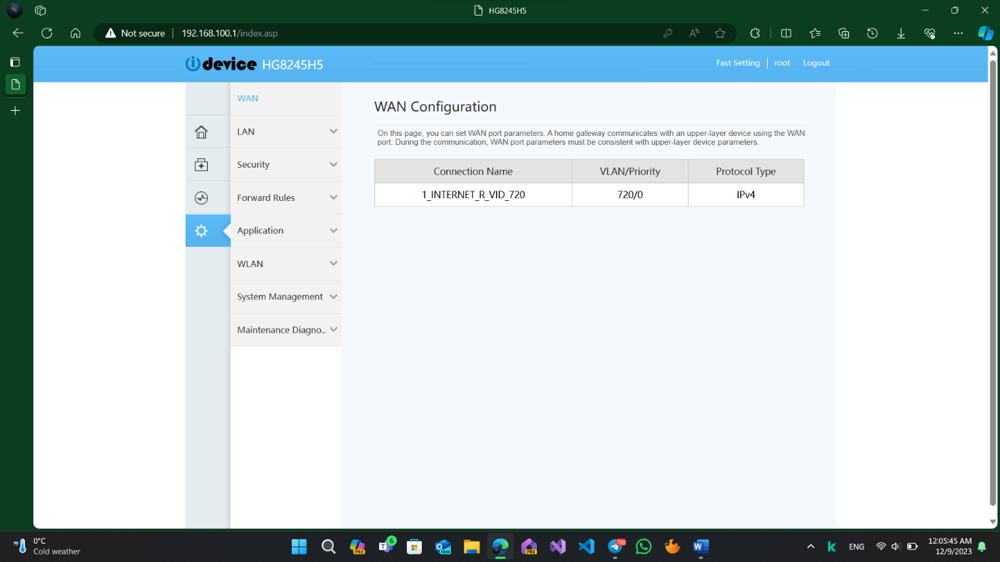 HG8245H5
Not secure
192.168.100.1/index.asp
device HG8245H5
Fast Setting
root
Logout
WAN
LAN
Security
Forward Rules
Application
WLAN
System Management
Maintenance Diagno..
WAN Configuration
On this page, you can set WAN port parameters. A home gateway communicates with an upper-layer device using the WAN
port. During the communication, WAN port parameters must be consistent with upper-layer device parameters.
Connection Name VLAN/Priority Protocol Type
1_INTERNET_R_VID_720 720/0 IPv4
0°C
Cold weather
PRE
6
NEW
PRE
780
ENG
12:05:45 AM
12/9/2023